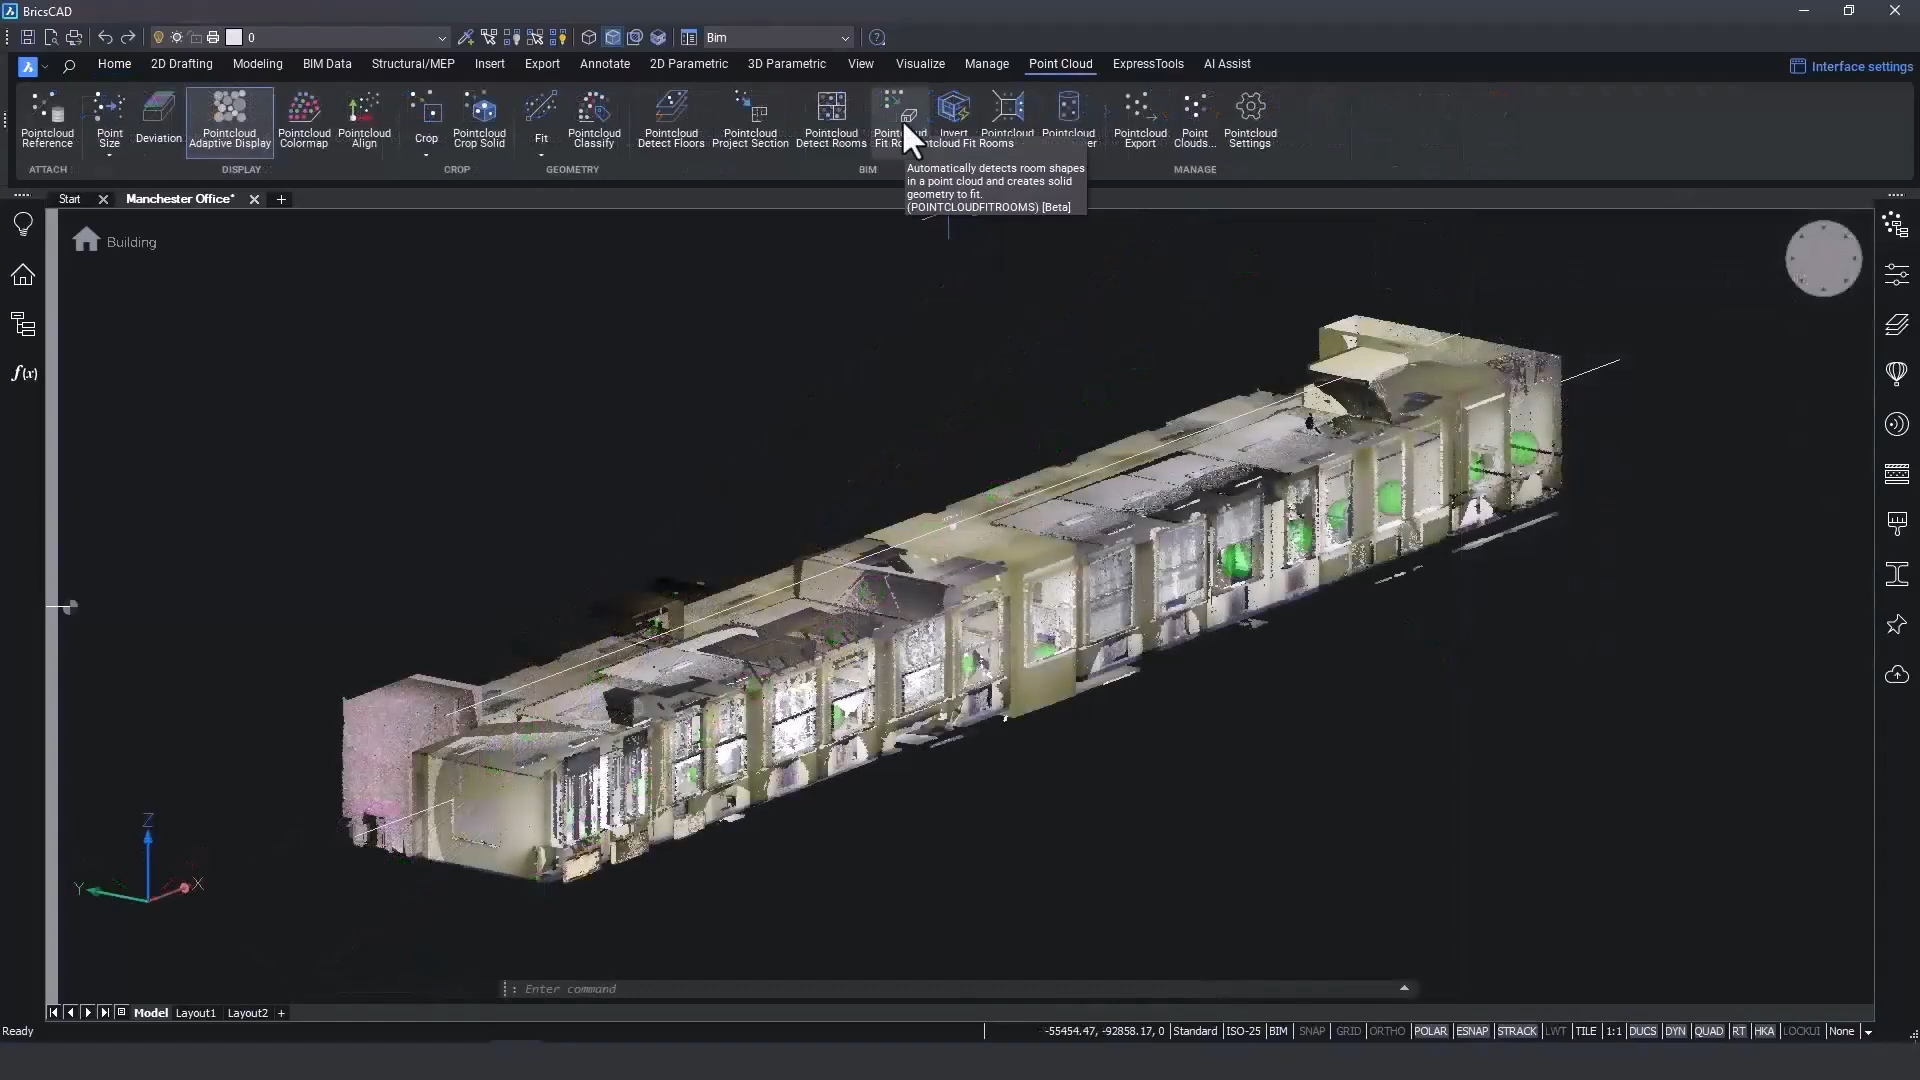 BricsCAD
0
Bim
Home 2D Drafting Modeling BIM Data Structural/MEP Insert Export Annotate 2D Parametric 3D Parametric View Visualize Manage Point Cloud ExpressTools AI Assist
Interface settings
Pointcloud Reference
Point Size
Deviation
Pointcloud Adaptive Display
Pointcloud Colormap
Pointcloud Align
Crop
Pointcloud Crop Solid
Fit
Pointcloud Classify
Pointcloud Detect Floors
Pointcloud Project Section
Pointcloud Detect Rooms
Invert
Pointcloud
Pointcloud
Pointcloud Export
Point Clouds...
Pointcloud Settings
ATTACH DISPLAY CROP GEOMETRY BIM MANAGE
Fit Rooms
Automatically detects room shapes
in a point cloud and creates solid
geometry to fit.
(POINTCLOUDFITROOMS) [Beta]
Start Manchester Office*
Building
f(x)
Z
Y
X
: Enter command
Model Layout1 Layout2 +
Ready
-55454.47, -92858.17, 0 Standard ISO-25 BIM SNAP GRID ORTHO POLAR ESNAP STRACK LWT TILE 1:1 DUCS DYN QUAD RT HKA LOCKUI None